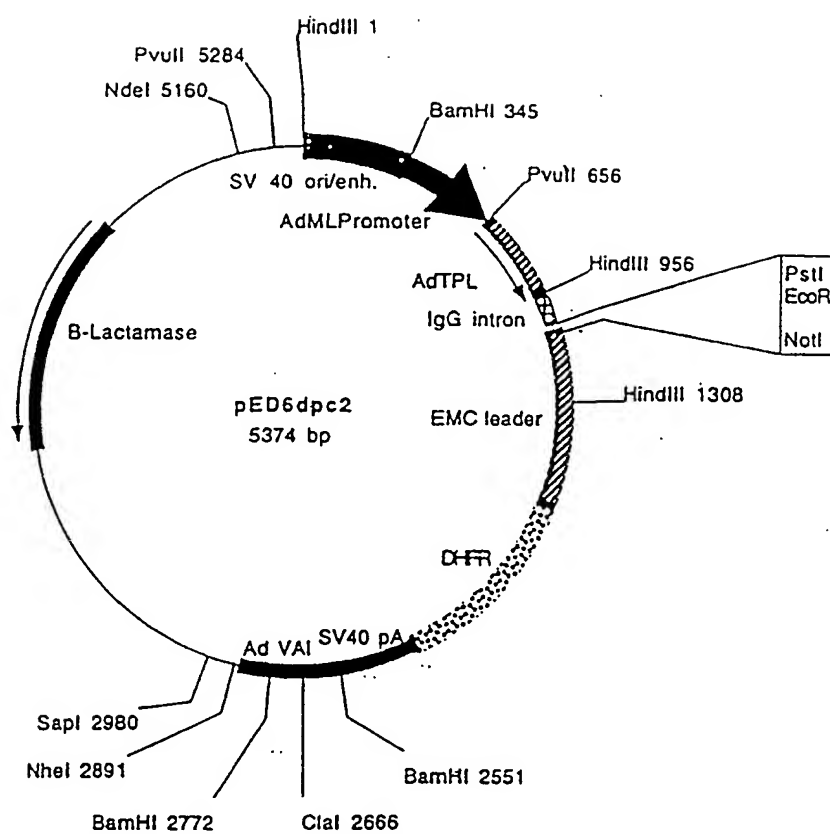 HindIII 1
PvuII 5284
NdeI 5160
BamHI 345
SV 40 ori/enh.
PvuII 656
AdMLPromoter
HindIII 956
AdTPL
PstI
EcoR
IgG intron
NotI
B-Lactamase
pED6dpc2
5374 bp
EMC leader
HindIII 1308
DHFR
Ad VAI
SV40 pA
SapI 2980
NheI 2891
BamHI 2551
BamHI 2772
ClaI 2666